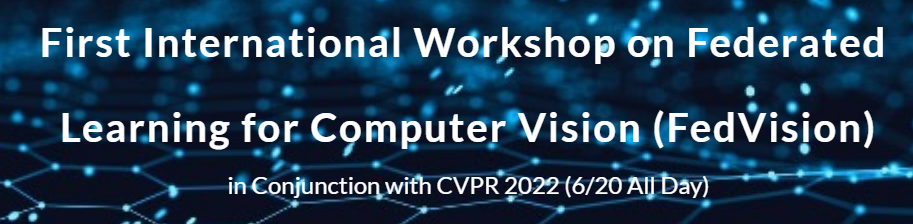 First International Workshop on Federated
Learning for Computer Vision (FedVision)
in Conjunction with CVPR 2022 (6/20 All Day)